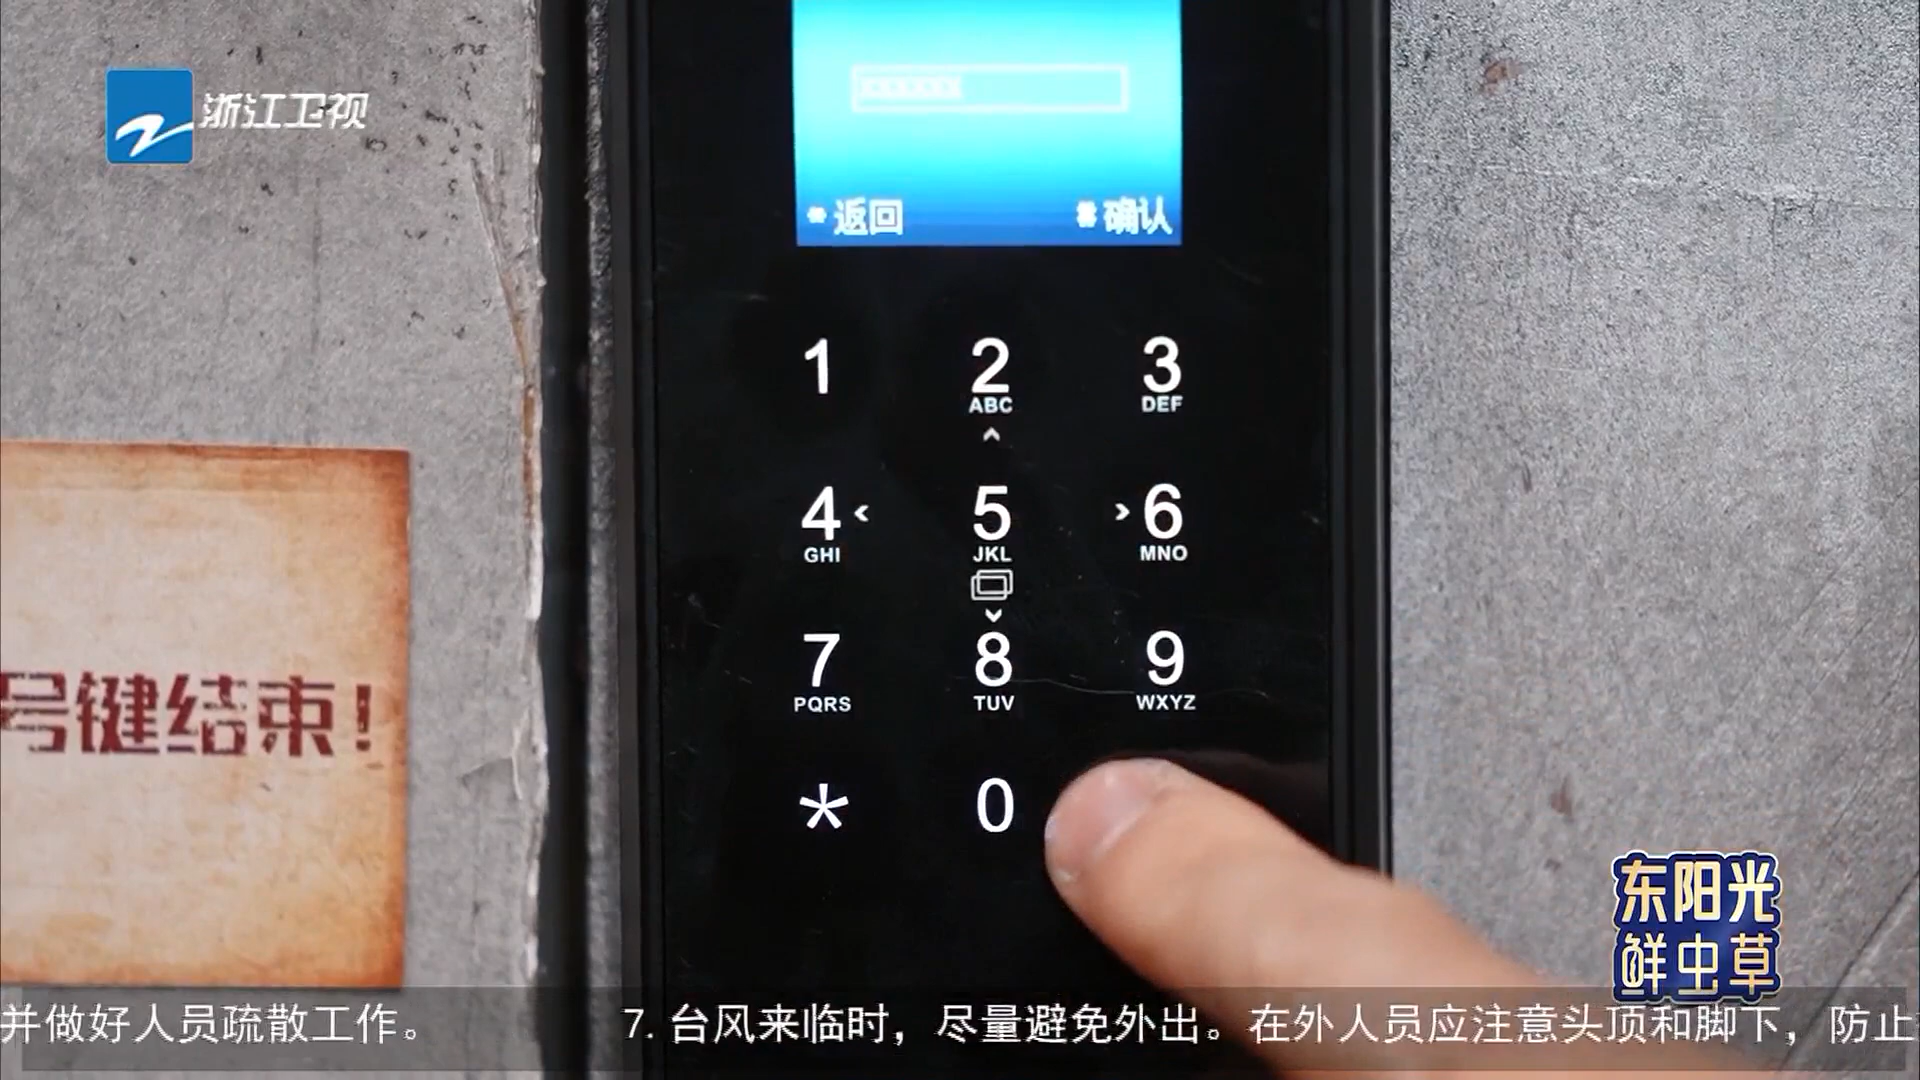 浙江卫视
******
*返回 #确认
1 2 3
ABC DEF
4 5 6
GHI JKL MNO
7 8 9
PQRS TUV WXYZ
* 0
号键结束！
东阳光
鲜虫草
并做好人员疏散工作。 7. 台风来临时，尽量避免外出。在外人员应注意头顶和脚下，防止